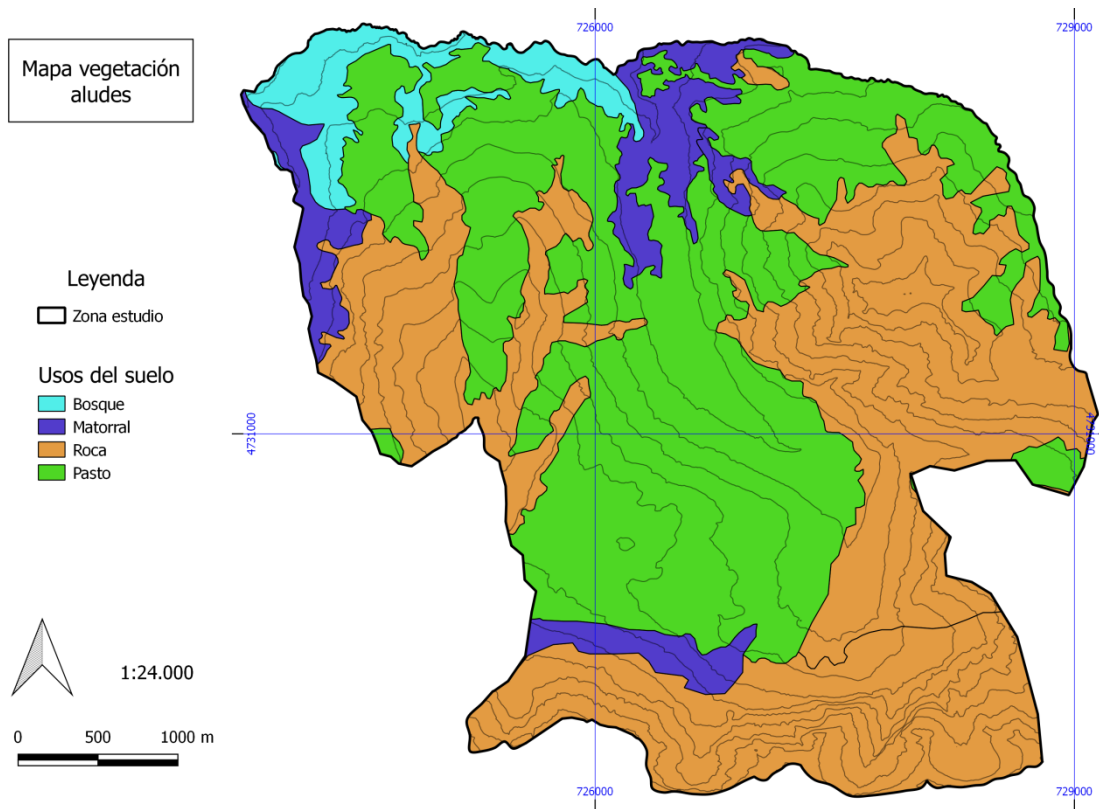 Mapa vegetación
aludes
Leyenda
Zona estudio
Usos del suelo
Bosque
Matorral
Roca
Pasto
1:24.000
0 500 1000 m
726000
729000
4731000
4731000
726000
729000